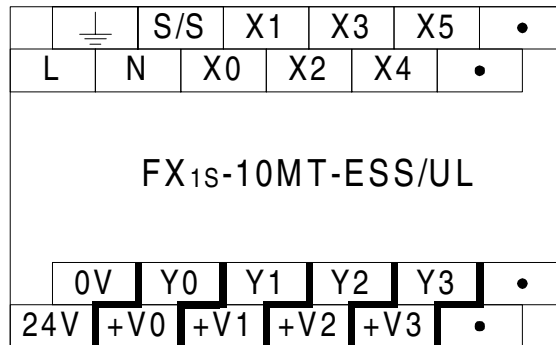 ⏚ S/S X1 X3 X5 •
L N X0 X2 X4 •
FX1S-10MT-ESS/UL
0V Y0 Y1 Y2 Y3 •
24V +V0 +V1 +V2 +V3 •